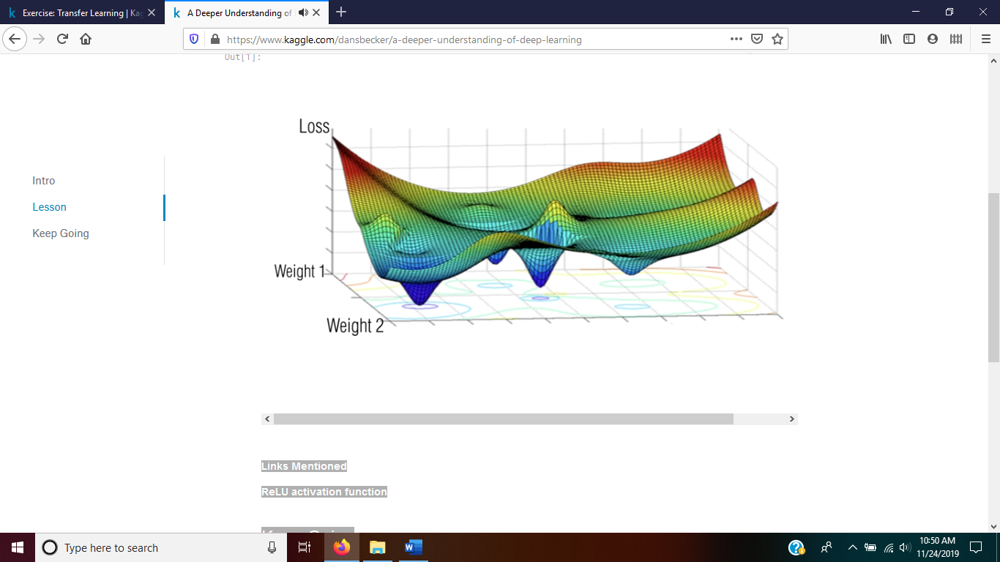 Exercise: Transfer Learning | Kag
A Deeper Understanding of
https://www.kaggle.com/dansbecker/a-deeper-understanding-of-deep-learning
Out[1]:
Intro
Lesson
Keep Going
Loss
Weight 1
Weight 2
Links Mentioned
ReLU activation function
Type here to search
10:50 AM
11/24/2019